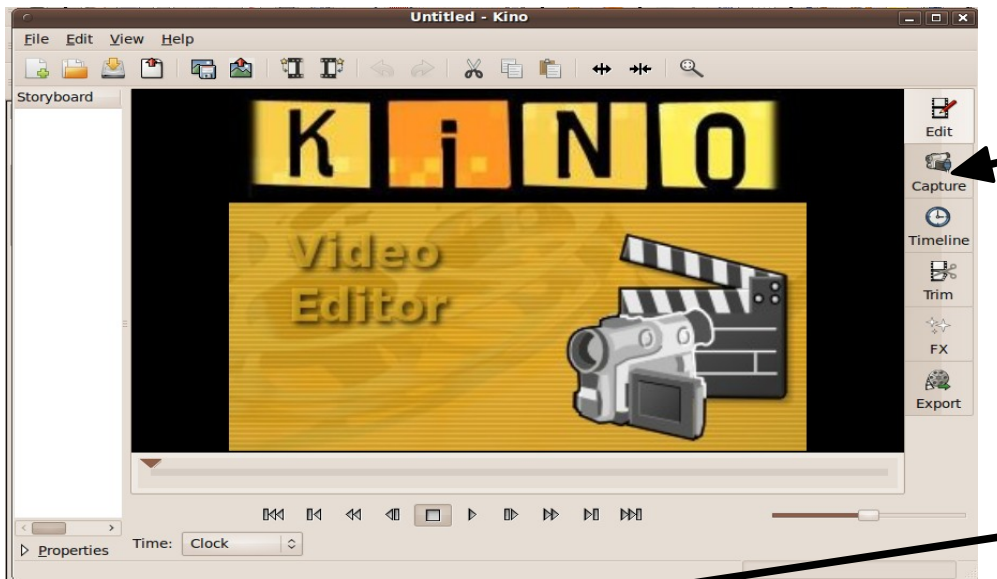 Untitled - Kino
File Edit View Help
Storyboard
KiNO
Video
Editor
Edit
Capture
Timeline
Trim
FX
Export
Properties
Time: Clock